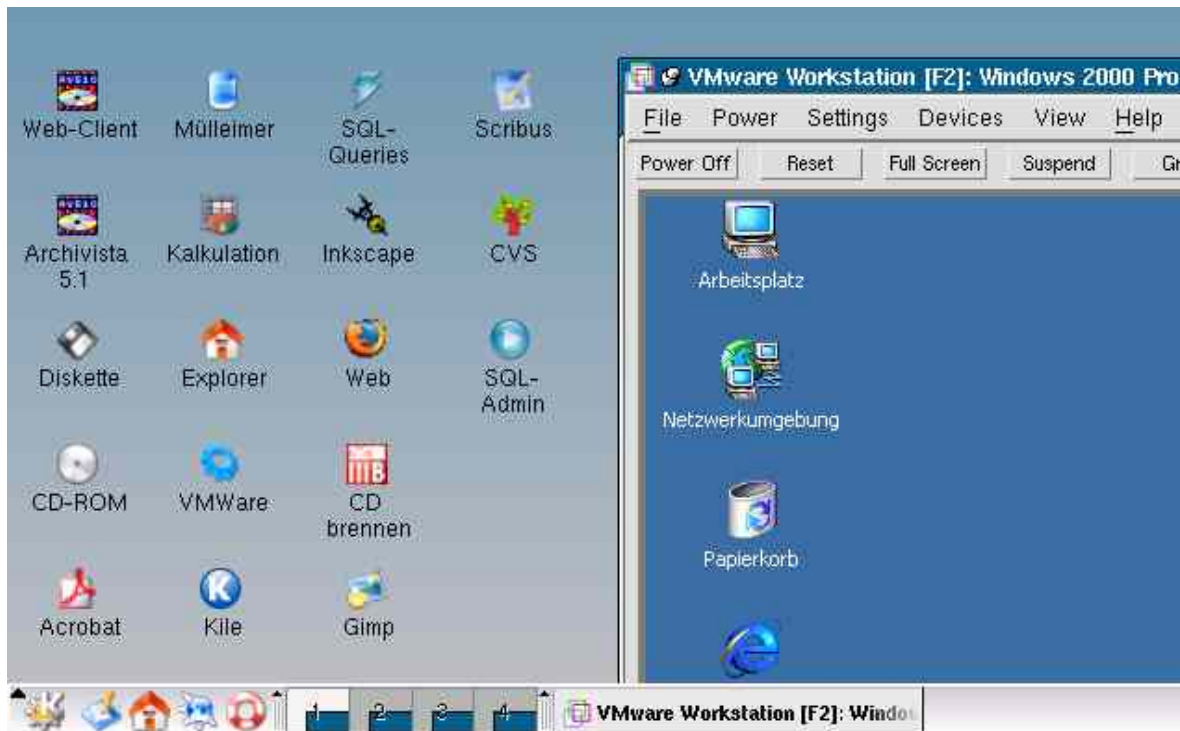 Web-Client
Mülleimer
SQL-
Queries
Scribus
Archivista
5.1
Kalkulation
Inkscape
CVS
Diskette
Explorer
Web
SQL-
Admin
CD-ROM
VMWare
CD
brennen
Acrobat
Kile
Gimp
VMware Workstation [F2]: Windows 2000 Pro
File Power Settings Devices View Help
Power Off Reset Full Screen Suspend Gr
Arbeitsplatz
Netzwerkumgebung
Papierkorb
1 2 3 4 VMware Workstation [F2]: Window